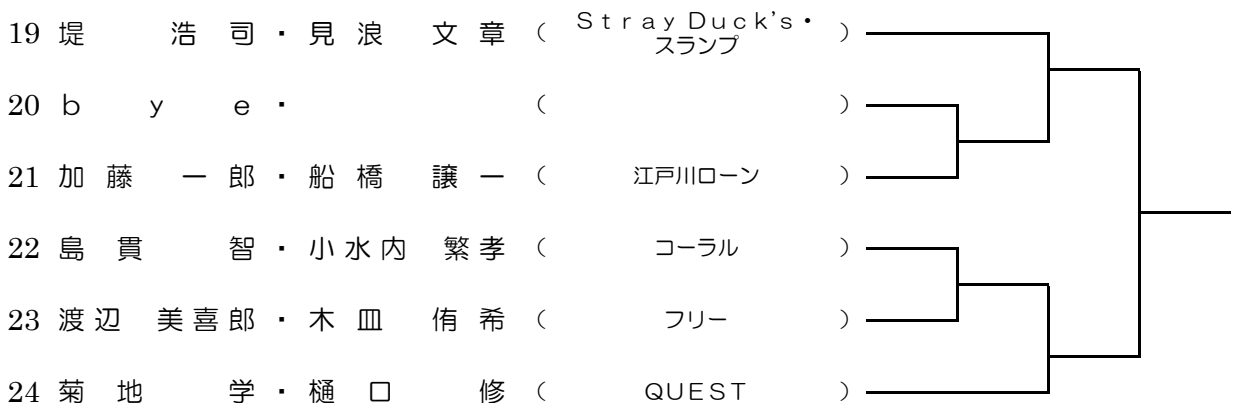 19 堤 浩 司 ・ 見 浪 文 章 ( Stray Duck's・スランプ )
20 ｂ ｙ ｅ ・ ( )
21 加 藤 一 郎 ・ 船 橋 譲 一 ( 江戸川ローン )
22 島 貫 智 ・ 小 水 内 繁 孝 ( コーラル )
23 渡 辺 美 喜 郎 ・ 木 皿 侑 希 ( フリー )
24 菊 地 学 ・ 樋 口 修 ( QUEST )